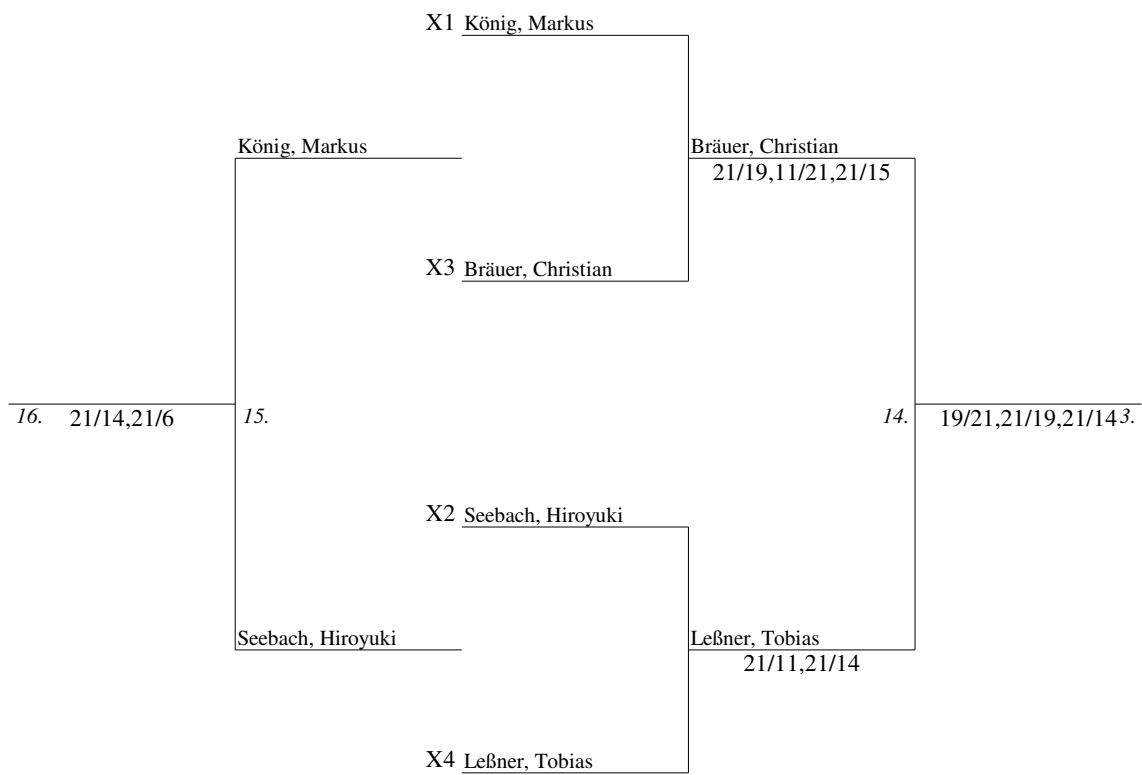 X1 König, Markus
König, Markus
Bräuer, Christian
21/19,11/21,21/15
X3 Bräuer, Christian
16. 21/14,21/6 15.
14. 19/21,21/19,21/14 3.
X2 Seebach, Hiroyuki
Seebach, Hiroyuki
Leßner, Tobias
21/11,21/14
X4 Leßner, Tobias